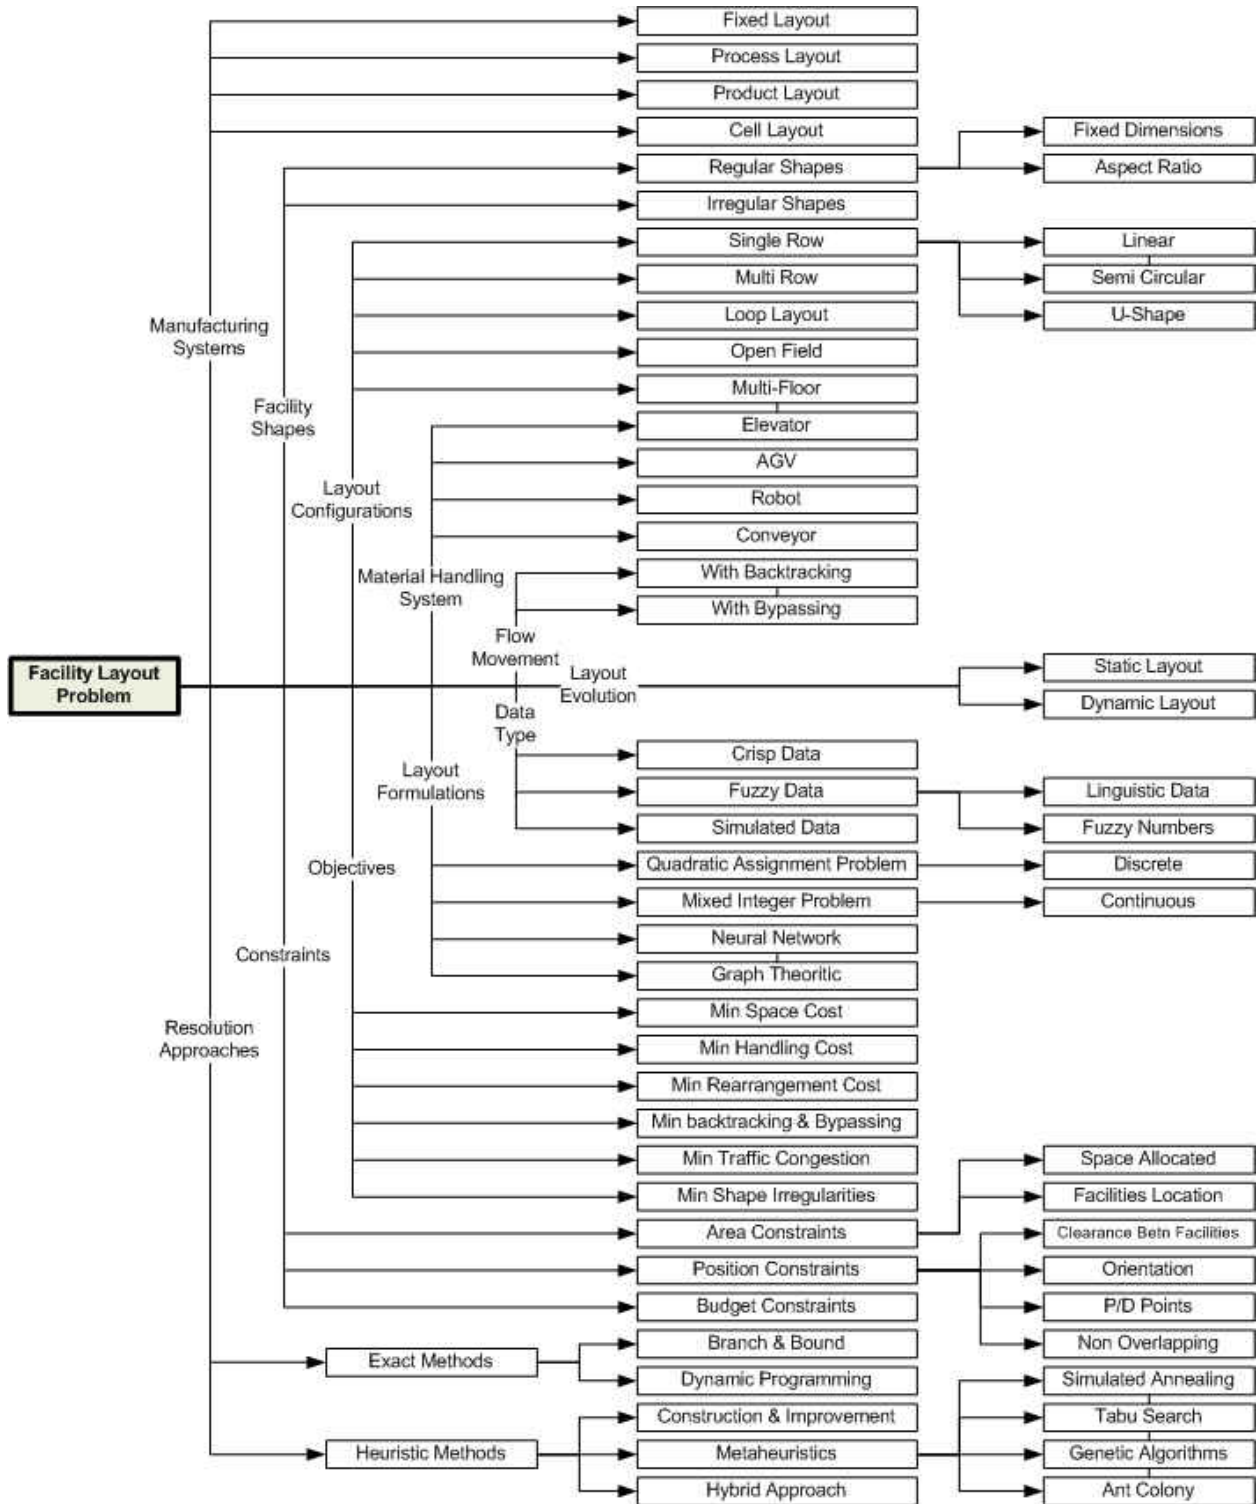 Fixed Layout
Process Layout
Product Layout
Cell Layout
Fixed Dimensions
Regular Shapes
Aspect Ratio
Irregular Shapes
Single Row
Linear
Multi Row
Semi Circular
Loop Layout
U-Shape
Manufacturing
Systems
Open Field
Multi-Floor
Facility
Shapes
Elevator
AGV
Layout
Configurations
Robot
Conveyor
Material Handling
System
With Backtracking
With Bypassing
Flow
Movement
Facility Layout
Problem
Layout
Evolution
Static Layout
Dynamic Layout
Data
Type
Crisp Data
Layout
Formulations
Fuzzy Data
Linguistic Data
Simulated Data
Fuzzy Numbers
Objectives
Quadratic Assignment Problem
Discrete
Mixed Integer Problem
Continuous
Neural Network
Constraints
Graph Theoritic
Min Space Cost
Resolution
Approaches
Min Handling Cost
Min Rearrangement Cost
Min backtracking & Bypassing
Min Traffic Congestion
Space Allocated
Min Shape Irregularities
Facilities Location
Area Constraints
Clearance Betn Facilities
Position Constraints
Orientation
Budget Constraints
P/D Points
Branch & Bound
Non Overlapping
Exact Methods
Dynamic Programming
Simulated Annealing
Construction & Improvement
Tabu Search
Heuristic Methods
Metaheuristics
Genetic Algorithms
Hybrid Approach
Ant Colony